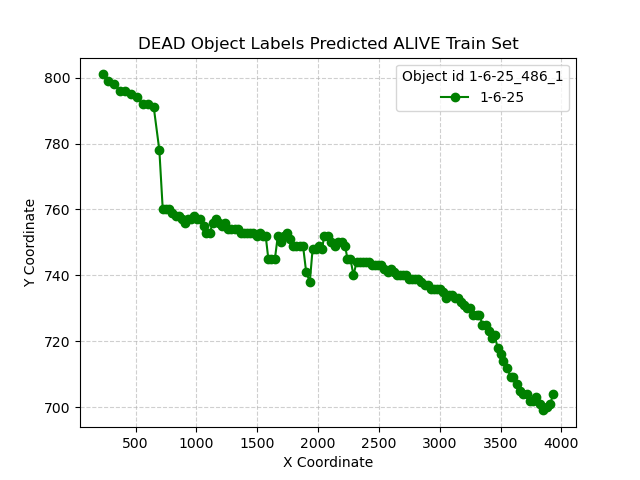 DEAD Object Labels Predicted ALIVE Train Set
Object id 1-6-25_486_1
1-6-25
Y Coordinate
800
780
760
740
720
700
500 1000 1500 2000 2500 3000 3500 4000
X Coordinate